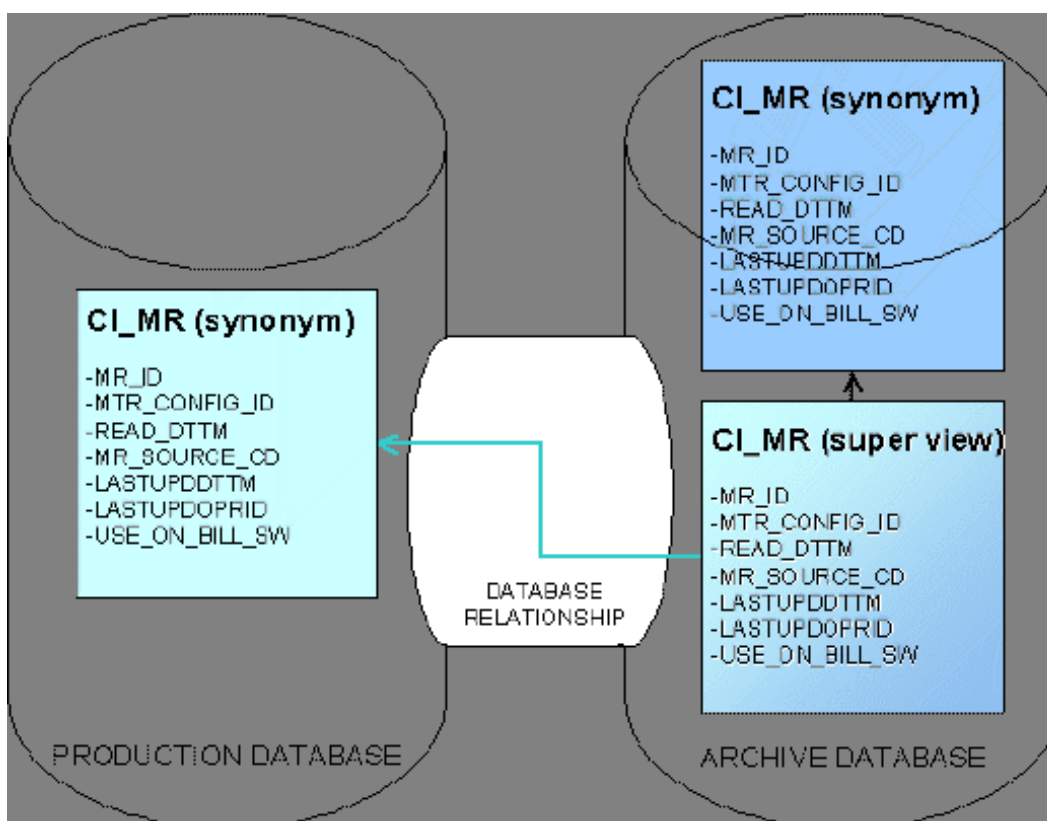 CI_MR (synonym)
-MR_ID
-MTR_CONFIG_ID
-READ_DTTM
-MR_SOURCE_CD
-LASTUPDDTTM
-LASTUPDOPRID
-USE_ON_BILL_SW
PRODUCTION DATABASE
DATABASE
RELATIONSHIP
CI_MR (synonym)
-MR_ID
-MTR_CONFIG_ID
-READ_DTTM
-MR_SOURCE_CD
-LASTUPDDTTM
-LASTUPDOPRID
-USE_ON_BILL_SW
CI_MR (super view)
-MR_ID
-MTR_CONFIG_ID
-READ_DTTM
-MR_SOURCE_CD
-LASTUPDDTTM
-LASTUPDOPRID
-USE_ON_BILL_SW
ARCHIVE DATABASE